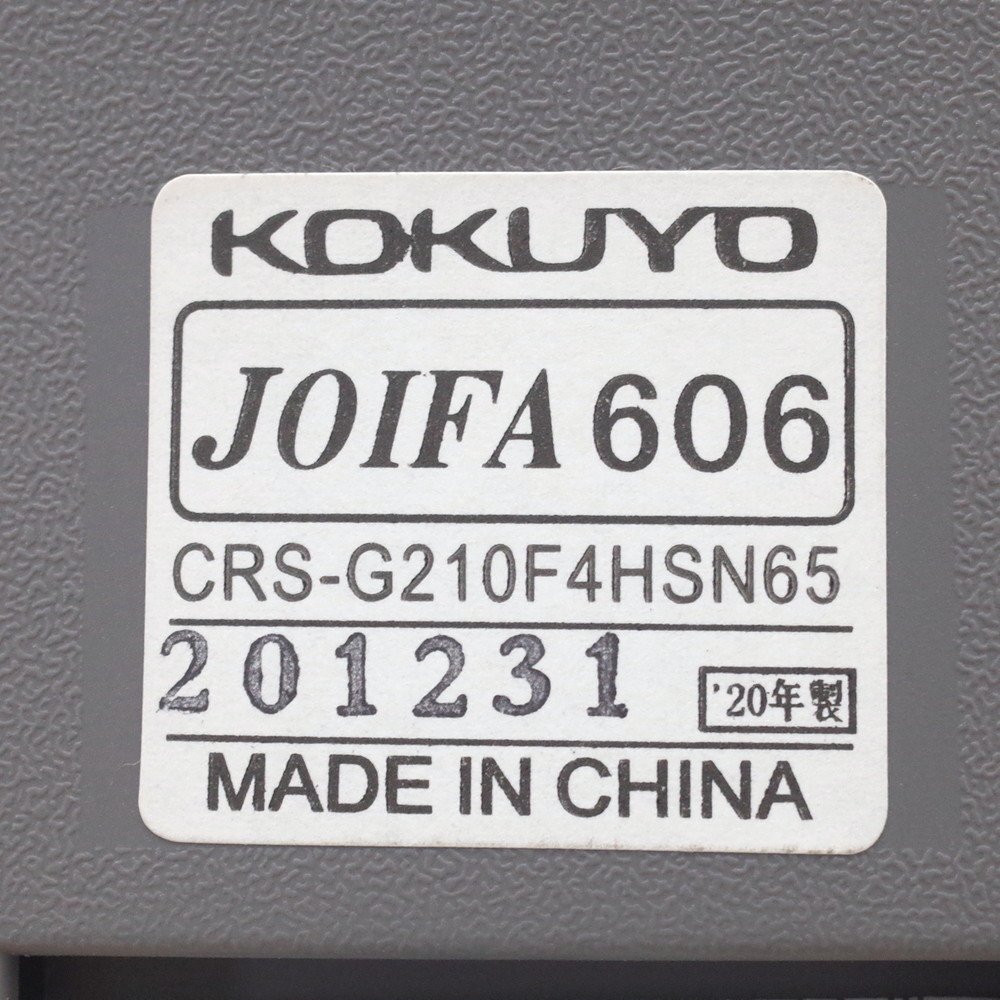 KOKUYO
JOIFA 606
CRS-G210F4HSN65
201231
'20年製
MADE IN CHINA